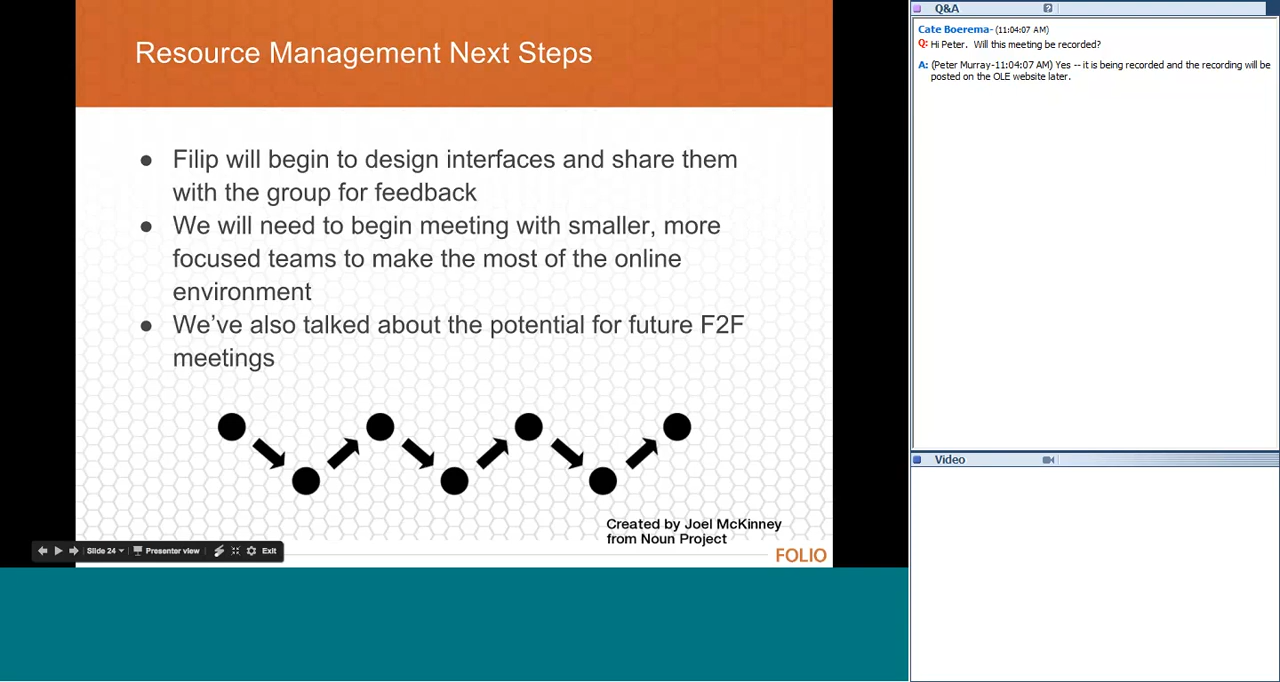 Resource Management Next Steps
● Filip will begin to design interfaces and share them
with the group for feedback
● We will need to begin meeting with smaller, more
focused teams to make the most of the online
environment
● We’ve also talked about the potential for future F2F
meetings
Created by Joel McKinney
from Noun Project
FOLIO
Slide 24 Presenter view Exit
Q&A
Cate Boerema- (11:04:07 AM)
Q: Hi Peter. Will this meeting be recorded?
A: (Peter Murray-11:04:07 AM) Yes -- it is being recorded and the recording will be
posted on the OLE website later.
Video